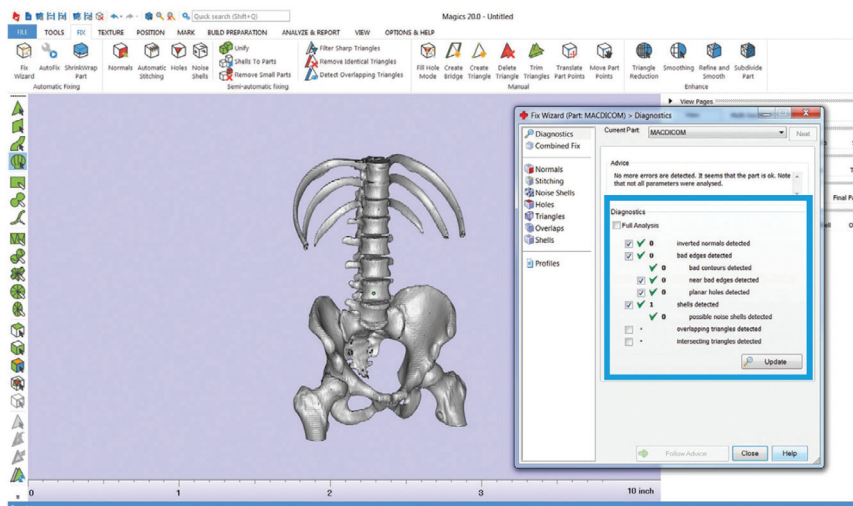 Quick search (Shift+Q)
Magics 20.0 - Untitled
FILE TOOLS FIX TEXTURE POSITION MARK BUILD PREPARATION ANALYZE & REPORT VIEW OPTIONS & HELP
Fix Wizard
AutoFix
ShrinkWrap Part
Automatic Fixing
Normals
Automatic Stitching
Holes
Noise Shells
Unify
Shells To Parts
Remove Small Parts
Semi-automatic fixing
Filter Sharp Triangles
Remove Identical Triangles
Detect Overlapping Triangles
Fill Hole Mode
Create Bridge
Create Triangle
Delete Triangle
Trim Triangles
Translate Part Points
Move Part Points
Manual
Triangle Reduction
Smoothing
Refine and Smooth
Subdivide Part
Enhance
View Pages
Fix Wizard (Part: MACDICOM) > Diagnostics
Diagnostics
Combined Fix
Normals
Stitching
Noise Shells
Holes
Triangles
Overlaps
Shells
Profiles
Current Part MACDICOM
Next
Advice
No more errors are detected. It seems that the part is ok. Note
that not all parameters were analysed.
Diagnostics
Full Analysis
0 inverted normals detected
0 bad edges detected
0 bad contours detected
0 near bad edges detected
0 planar holes detected
1 shells detected
0 possible noise shells detected
- overlapping triangles detected
- intersecting triangles detected
Update
Follow Advice
Close
Help
Final Pa
0 1 2 3 10 inch